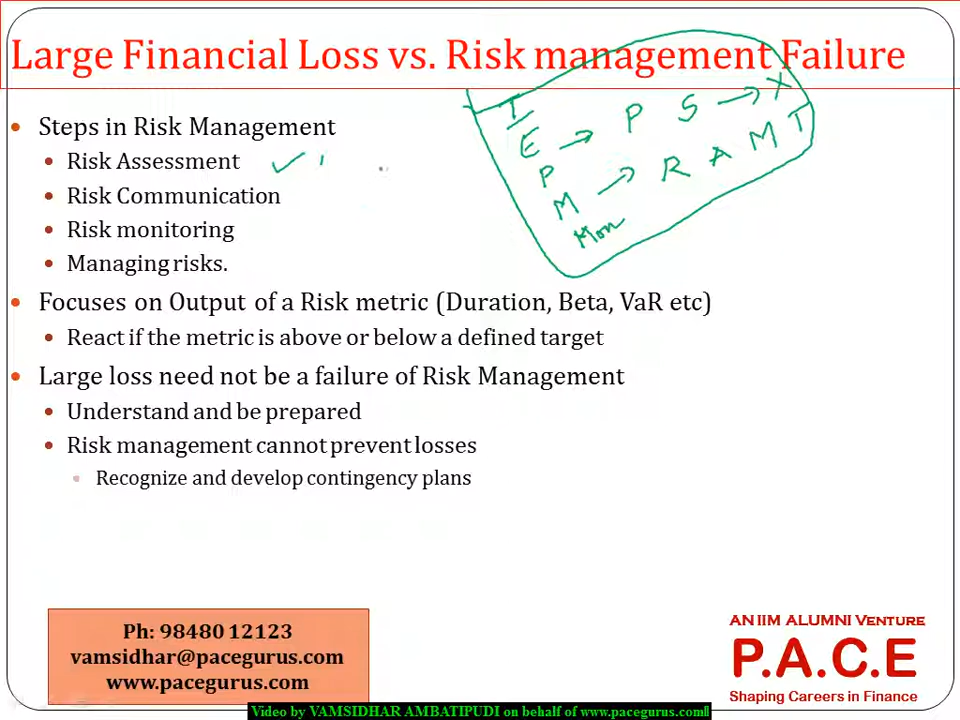 Large Financial Loss vs. Risk management Failure
Steps in Risk Management
Risk Assessment
Risk Communication
Risk monitoring
Managing risks.
I
E → P S → X
P
M → R A M T
Mon
Focuses on Output of a Risk metric (Duration, Beta, VaR etc)
React if the metric is above or below a defined target
Large loss need not be a failure of Risk Management
Understand and be prepared
Risk management cannot prevent losses
Recognize and develop contingency plans
Ph: 98480 12123
vamsidhar@pacegurus.com
www.pacegurus.com
AN IIM ALUMNI VENTURE
P.A.C.E
Shaping Careers in Finance
Video by VAMSIDHAR AMBATIPUDI on behalf of www.pacegurus.com